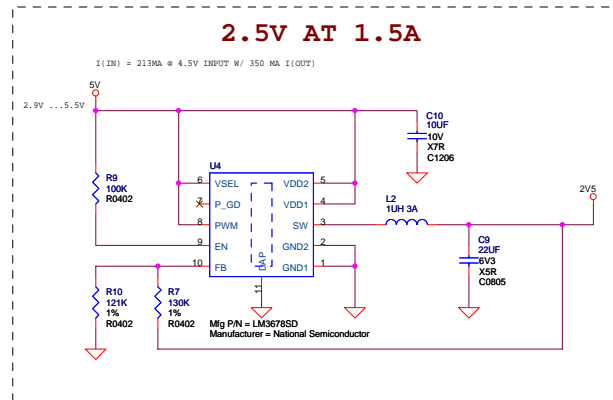 2.5V AT 1.5A
I(IN) = 213MA @ 4.5V INPUT W/ 350 MA I(OUT)
5V
2.9V ...5.5V
C10
10UF
10V
X7R
C1206
U4
R9
100K
R0402
6 VSEL VDD2 5
7 P_GD VDD1 4
8 PWM SW 3
9 EN GND2 2
10 FB GND1 1
DAP
11
L2
1UH 3A
2V5
C9
22UF
6V3
X5R
C0805
R10
121K
1%
R0402
R7
130K
1%
R0402
Mfg P/N = LM3678SD
Manufacturer = National Semiconductor